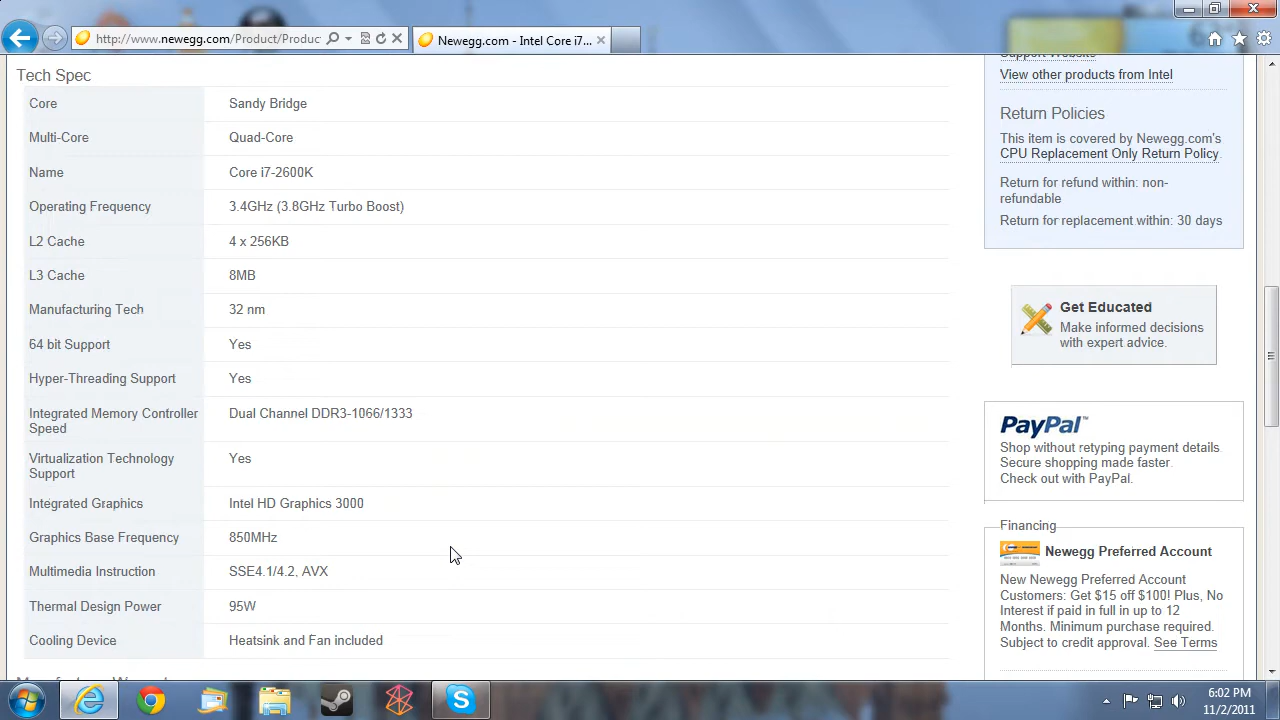 http://www.newegg.com/Product/Produc
Newegg.com - Intel Core i7...
Tech Spec
Core
Sandy Bridge
Multi-Core
Quad-Core
Name
Core i7-2600K
Operating Frequency
3.4GHz (3.8GHz Turbo Boost)
L2 Cache
4 x 256KB
L3 Cache
8MB
Manufacturing Tech
32 nm
64 bit Support
Yes
Hyper-Threading Support
Yes
Integrated Memory Controller
Speed
Dual Channel DDR3-1066/1333
Virtualization Technology
Support
Yes
Integrated Graphics
Intel HD Graphics 3000
Graphics Base Frequency
850MHz
Multimedia Instruction
SSE4.1/4.2, AVX
Thermal Design Power
95W
Cooling Device
Heatsink and Fan included
Support Website
View other products from Intel
Return Policies
This item is covered by Newegg.com's
CPU Replacement Only Return Policy.
Return for refund within: non-
refundable
Return for replacement within: 30 days
Get Educated
Make informed decisions
with expert advice.
PayPal™
Shop without retyping payment details.
Secure shopping made faster.
Check out with PayPal.
Financing
Newegg Preferred Account
New Newegg Preferred Account
Customers: Get $15 off $100! Plus, No
Interest if paid in full in up to 12
Months. Minimum purchase required.
Subject to credit approval. See Terms
6:02 PM
11/2/2011